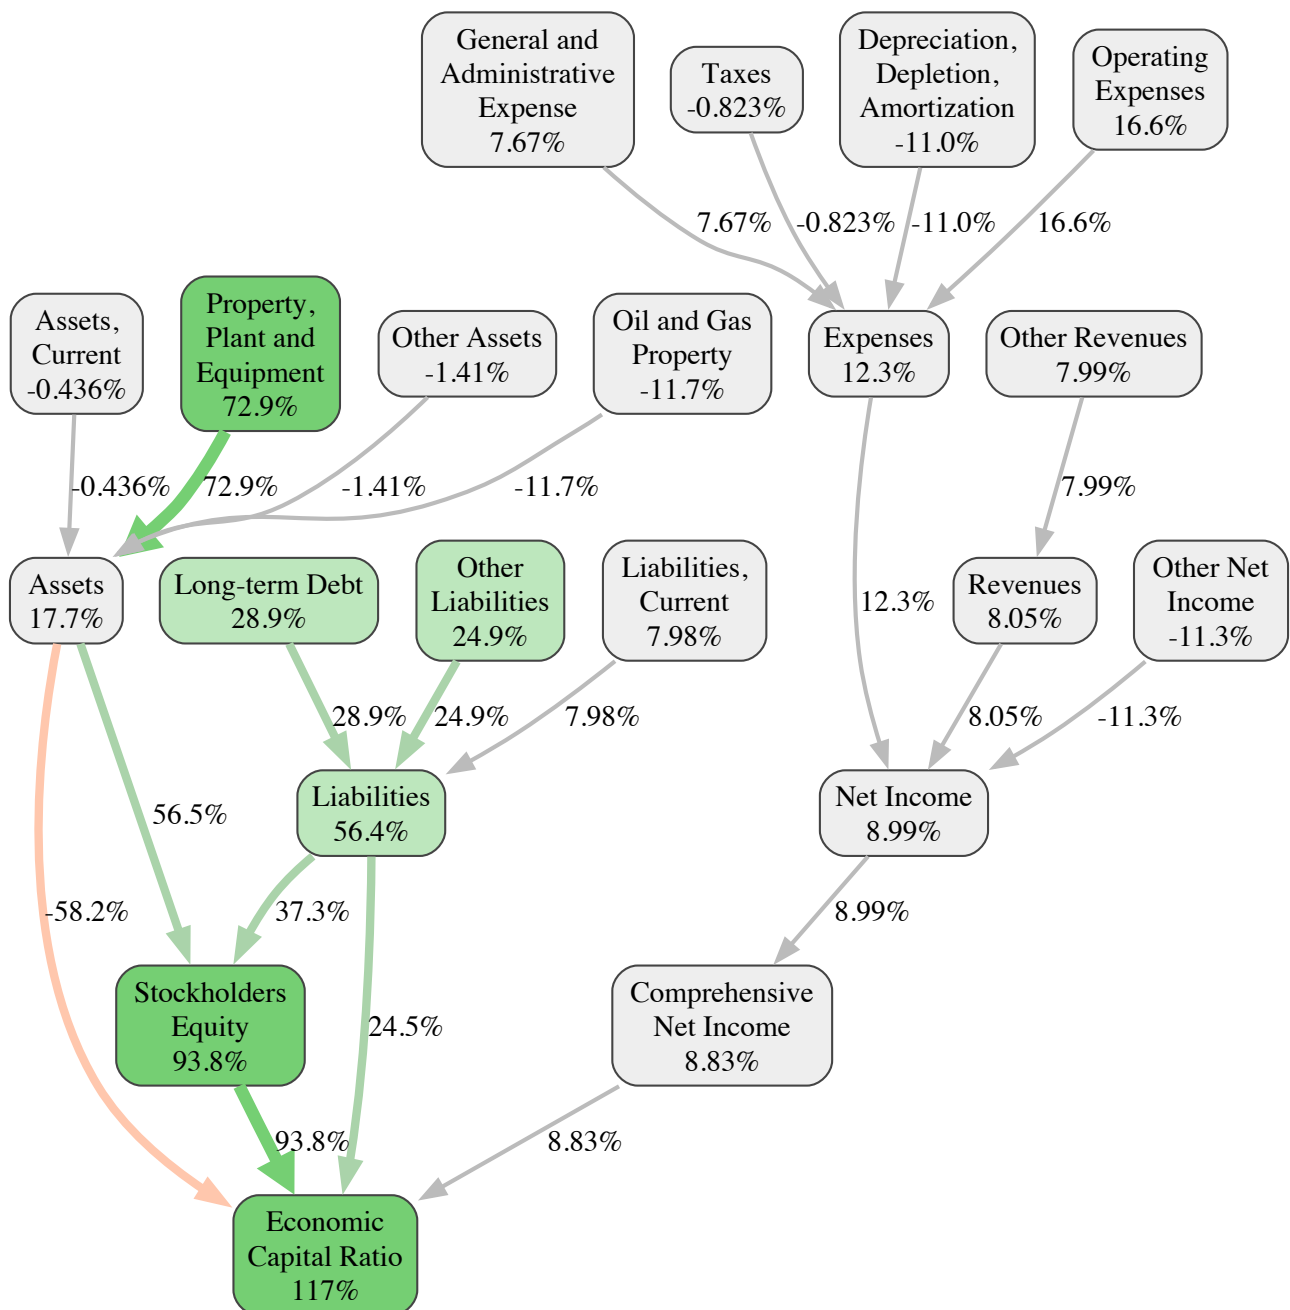 General and
Administrative
Expense
7.67%
Taxes
-0.823%
Depreciation,
Depletion,
Amortization
-11.0%
Operating
Expenses
16.6%
7.67%
-0.823%
-11.0%
16.6%
Assets,
Current
-0.436%
Property,
Plant and
Equipment
72.9%
Other Assets
-1.41%
Oil and Gas
Property
-11.7%
Expenses
12.3%
Other Revenues
7.99%
-0.436%
72.9%
-1.41%
-11.7%
7.99%
Assets
17.7%
Long-term Debt
28.9%
Other
Liabilities
24.9%
Liabilities,
Current
7.98%
12.3%
Revenues
8.05%
Other Net
Income
-11.3%
28.9%
24.9%
7.98%
8.05%
-11.3%
56.5%
Liabilities
56.4%
Net Income
8.99%
-58.2%
37.3%
8.99%
Stockholders
Equity
93.8%
24.5%
Comprehensive
Net Income
8.83%
93.8%
8.83%
Economic
Capital Ratio
117%